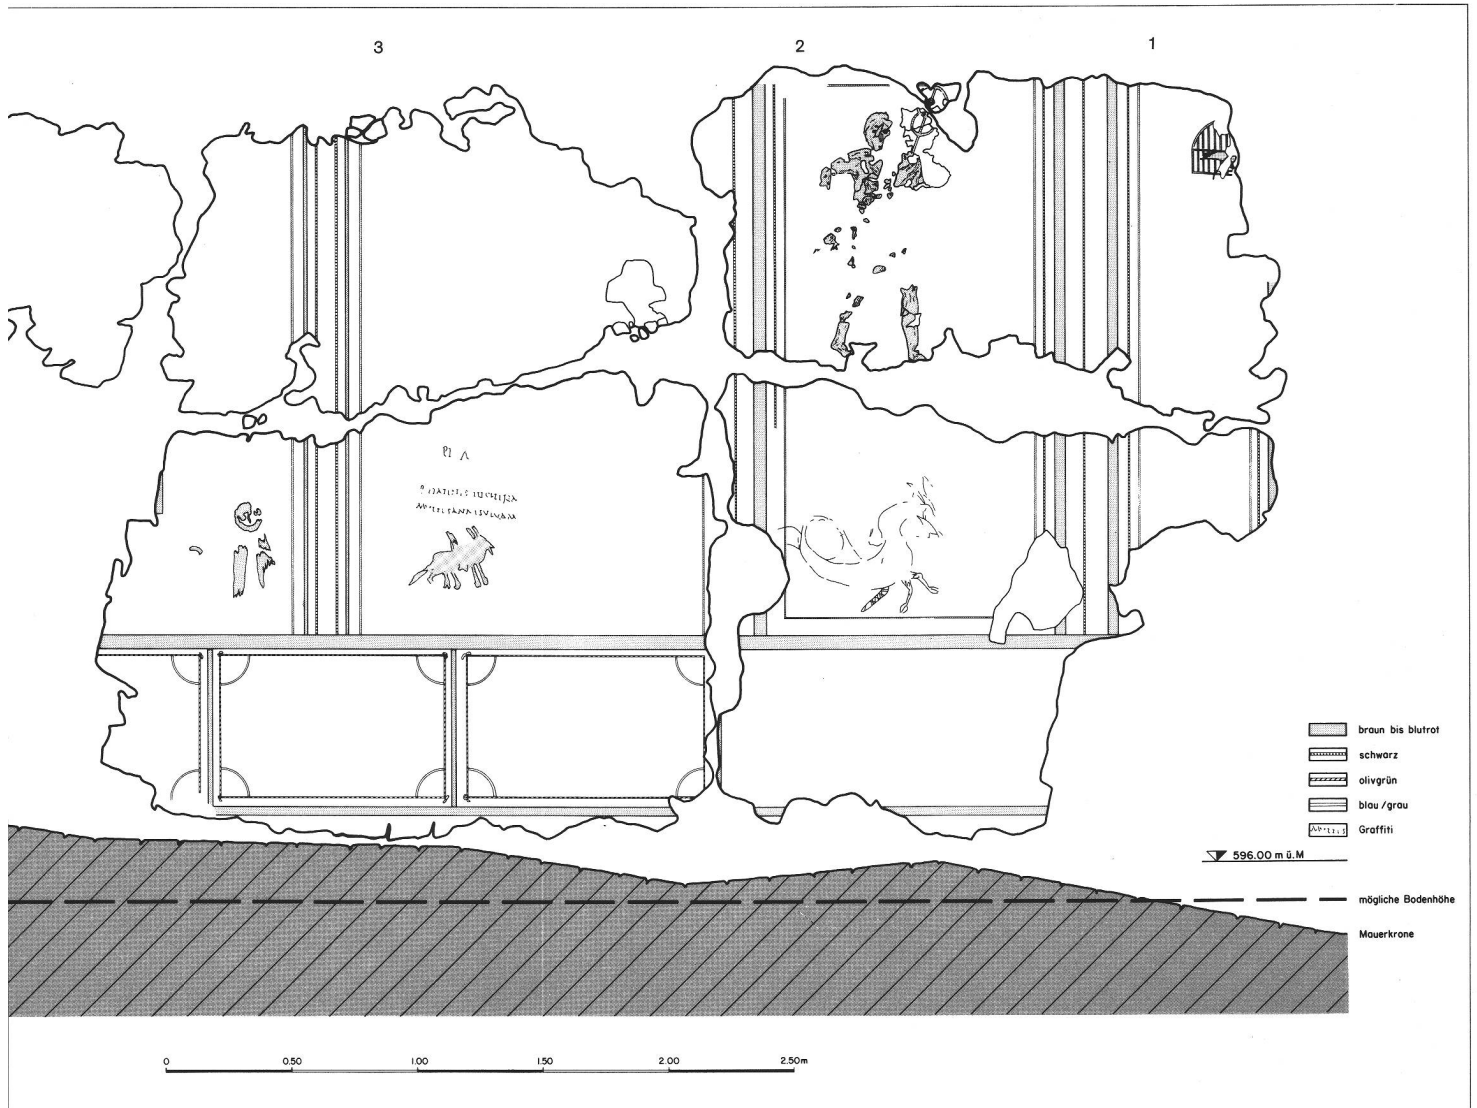 3 2 1
braun bis blutrot
schwarz
olivgrün
blau/grau
Graffiti
596.00 m ü.M
mögliche Bodenhöhe
Mauerkrone
0 0.50 1.00 1.50 2.00 2.50m